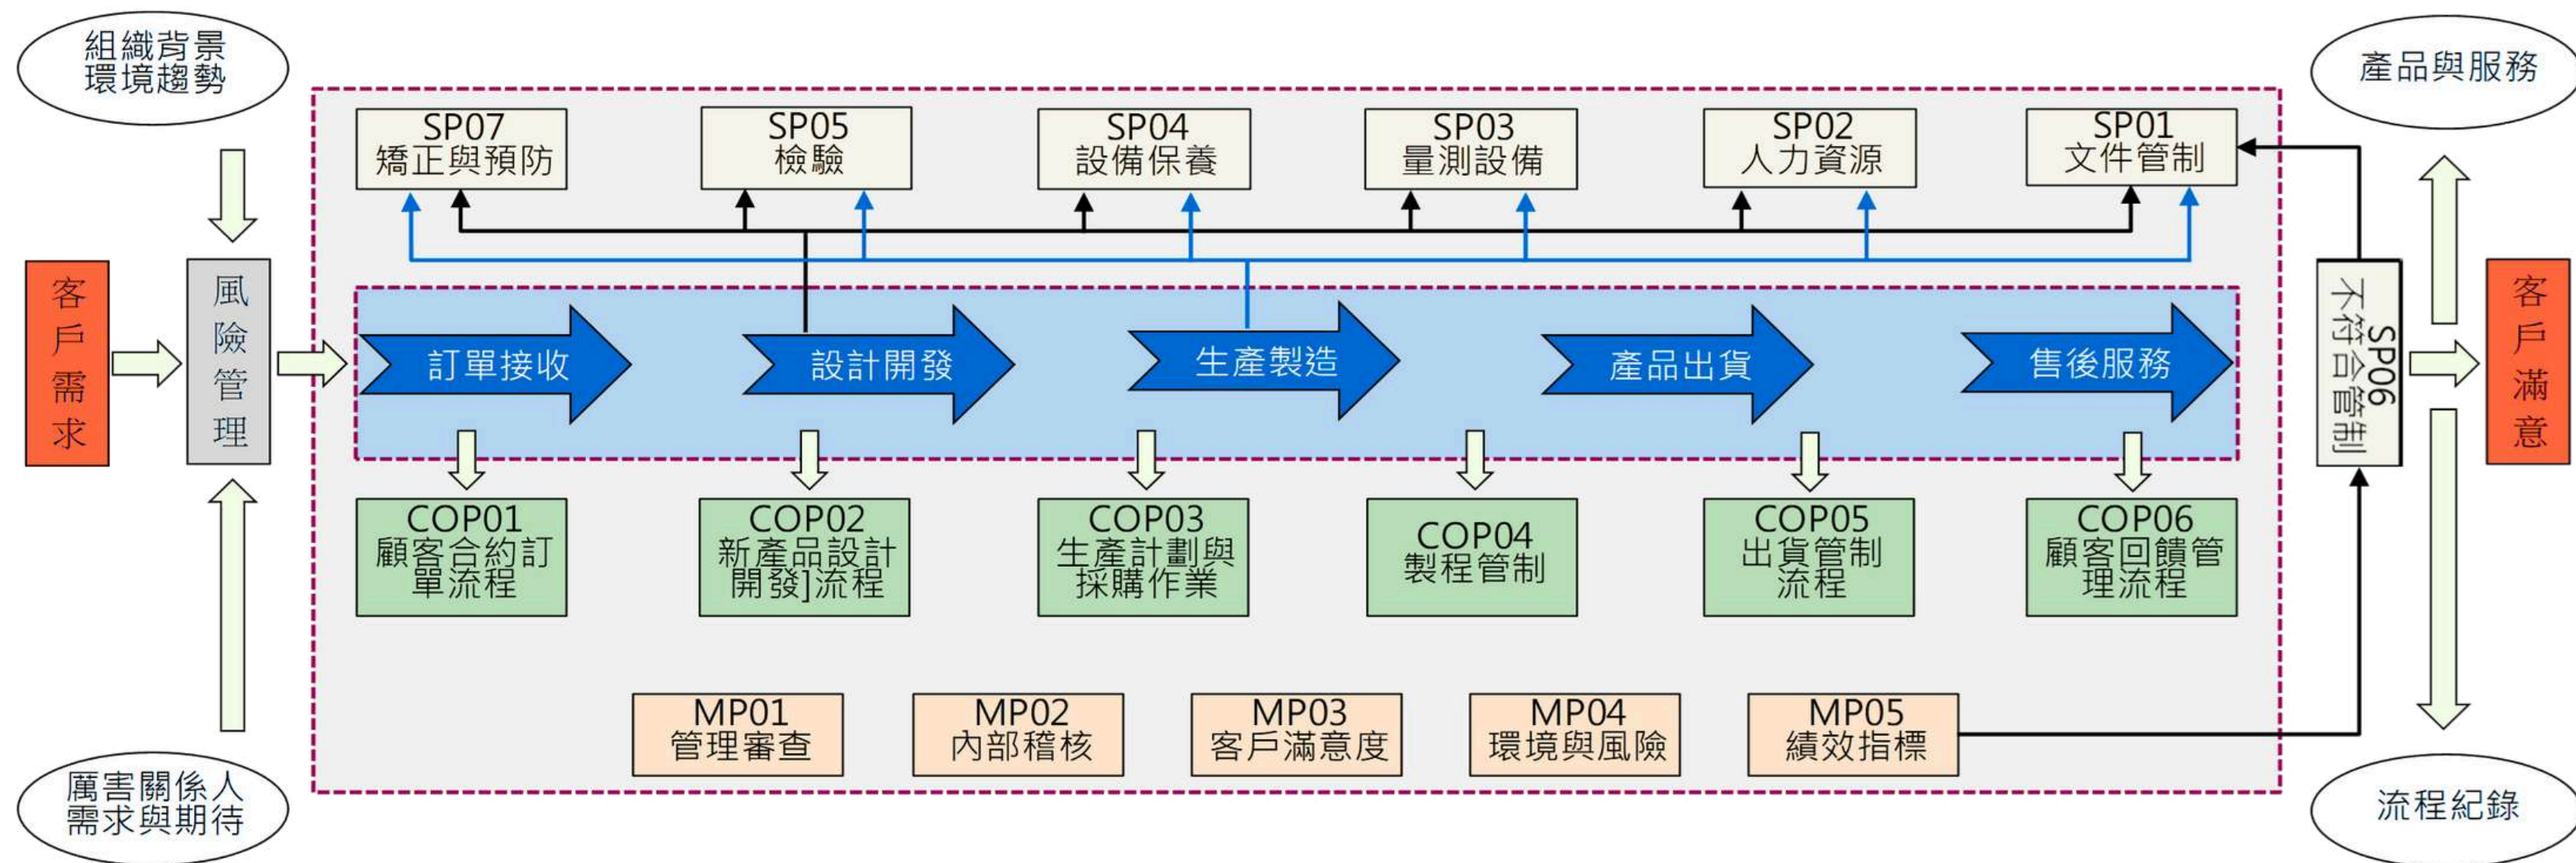 組織背景
環境趨勢
產品與服務
SP07
矯正與預防
SP05
檢驗
SP04
設備保養
SP03
量測設備
SP02
人力資源
SP01
文件管制
客戶需求
風險管理
訂單接收
設計開發
生產製造
產品出貨
售後服務
SP06
不符合管制
客戶滿意
COP01
顧客合約訂
單流程
COP02
新產品設計
開發]流程
COP03
生產計劃與
採購作業
COP04
製程管制
COP05
出貨管制
流程
COP06
顧客回饋管
理流程
MP01
管理審查
MP02
內部稽核
MP03
客戶滿意度
MP04
環境與風險
MP05
績效指標
厲害關係人
需求與期待
流程紀錄